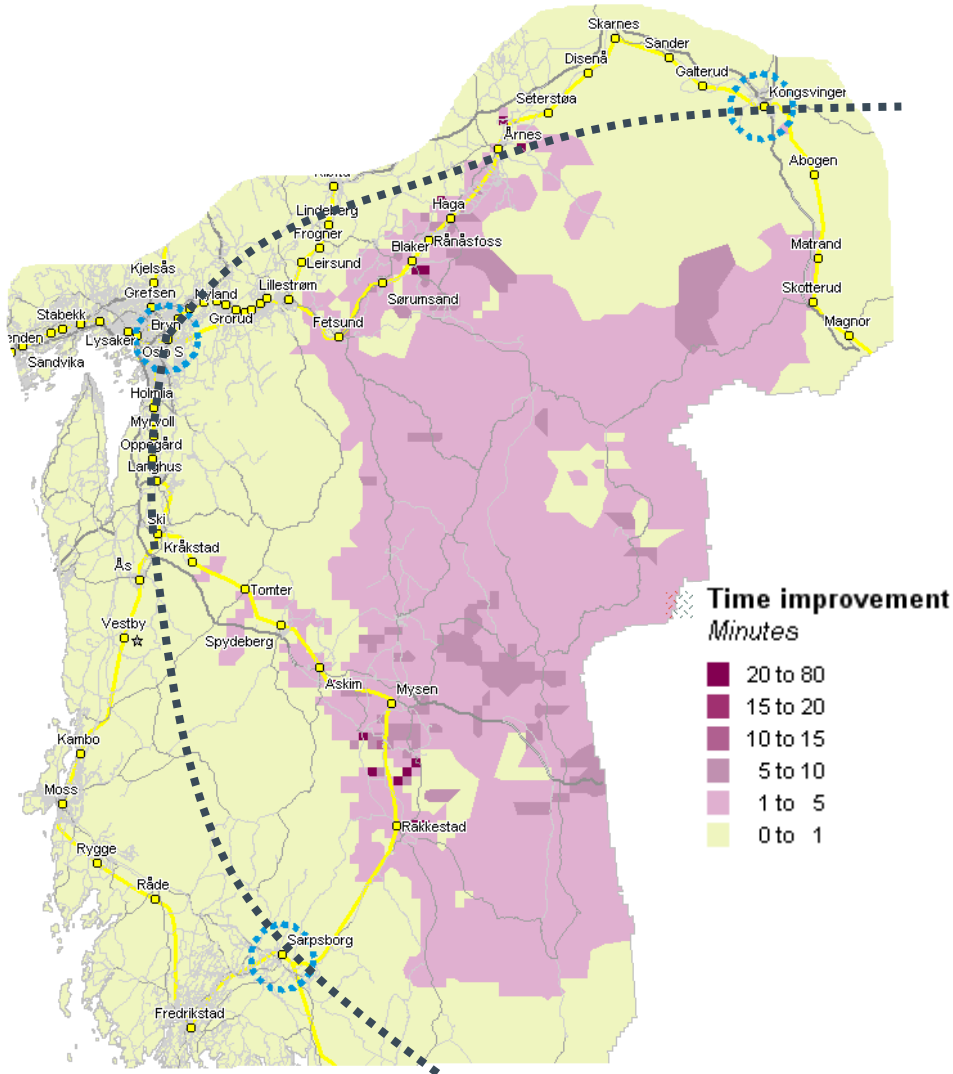 Skarnes
Sander
Disenå
Galterud
Kongsvinger
Seterstøa
Årnes
Abogen
Lindeberg
Haga
Frogner
Rånåsfoss
Blaker
Matrand
Kjelsås
Leirsund
Grefsen
Nyland
Lillestrøm
Sørumsand
Skotterud
Stabekk
Bryn
Grorud
Fetsund
Magnor
enden
Lysaker
Oslo S
Sandvika
Holmlia
Myrvoll
Oppegård
Langhus
Ski
Kråkstad
Ås
Tomter
Time improvement
Minutes
Vestby
Spydeberg
20 to 80
Askim
Mysen
15 to 20
10 to 15
Kambo
5 to 10
Moss
1 to 5
Rakkestad
0 to 1
Rygge
Råde
Sarpsborg
Fredrikstad